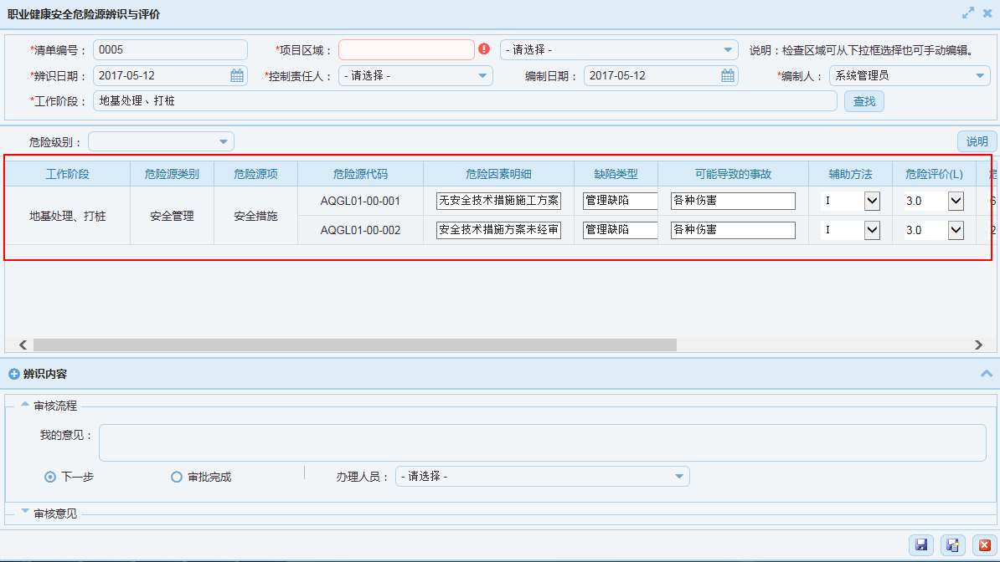 职业健康安全危险源辨识与评价
*清单编号： 0005 *项目区域： - 请选择 - 说明：检查区域可从下拉框选择也可手动编辑。
*辨识日期： 2017-05-12 *控制责任人： - 请选择 - 编制日期： 2017-05-12 *编制人： 系统管理员
*工作阶段： 地基处理、打桩 查找
危险级别： 说明
工作阶段 危险源类别 危险源项 危险源代码 危险因素明细 缺陷类型 可能导致的事故 辅助方法 危险评价(L)
地基处理、打桩 安全管理 安全措施
AQGL01-00-001 无安全技术措施施工方案 管理缺陷 各种伤害 I 3.0 6
AQGL01-00-002 安全技术措施方案未经审 管理缺陷 各种伤害 I 3.0 2
辨识内容
审核流程
我的意见：
下一步 审批完成 办理人员： - 请选择 -
审核意见